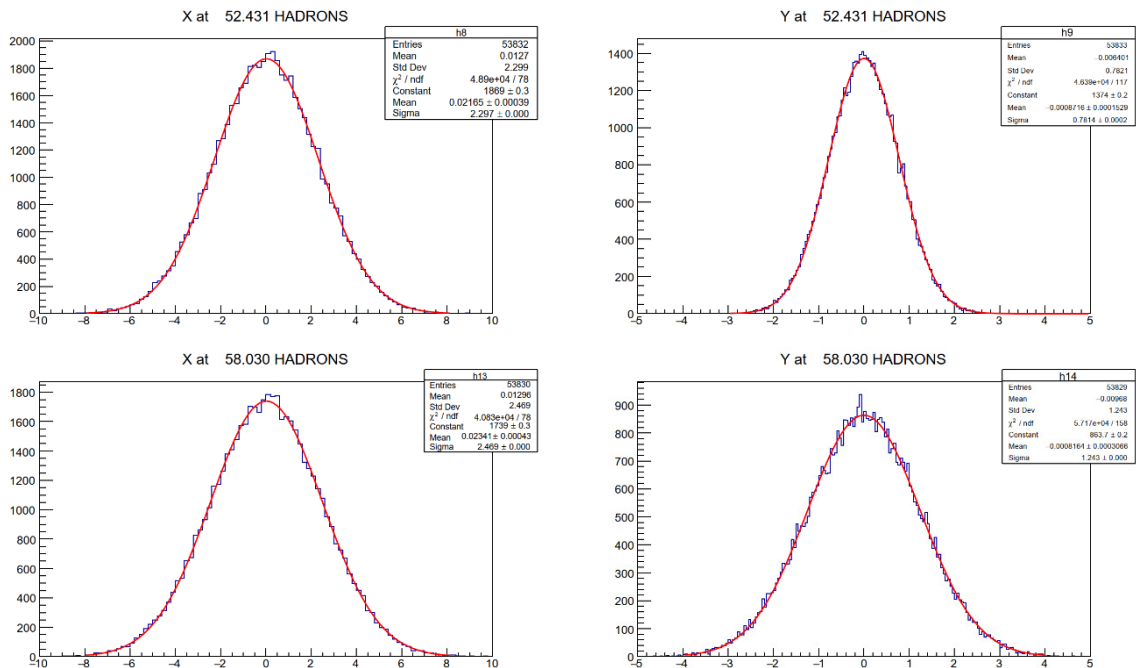 X at 52.431 HADRONS
h8
Entries 53832
Mean 0.0127
Std Dev 2.299
χ² / ndf 4.89e+04 / 78
Constant 1869 ± 0.3
Mean 0.02165 ± 0.00039
Sigma 2.297 ± 0.000
2000
1800
1600
1400
1200
1000
800
600
400
200
0
−10 −8 −6 −4 −2 0 2 4 6 8 10
Y at 52.431 HADRONS
h9
Entries 53833
Mean −0.006401
Std Dev 0.7821
χ² / ndf 4.639e+04 / 117
Constant 1374 ± 0.2
Mean −0.0008716 ± 0.0001529
Sigma 0.7814 ± 0.0002
1400
1200
1000
800
600
400
200
0
−5 −4 −3 −2 −1 0 1 2 3 4 5
X at 58.030 HADRONS
h13
Entries 53830
Mean 0.01296
Std Dev 2.469
χ² / ndf 4.083e+04 / 78
Constant 1739 ± 0.3
Mean 0.02341 ± 0.00043
Sigma 2.469 ± 0.000
1800
1600
1400
1200
1000
800
600
400
200
0
−10 −8 −6 −4 −2 0 2 4 6 8 10
Y at 58.030 HADRONS
h14
Entries 53829
Mean −0.00968
Std Dev 1.243
χ² / ndf 5.717e+04 / 158
Constant 863.7 ± 0.2
Mean −0.0008164 ± 0.0003066
Sigma 1.243 ± 0.000
900
800
700
600
500
400
300
200
100
0
−5 −4 −3 −2 −1 0 1 2 3 4 5